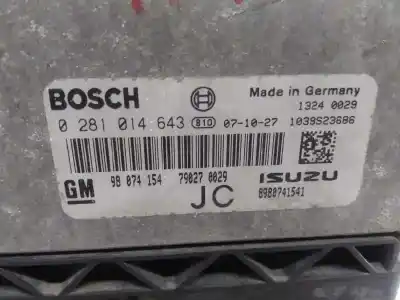 BOSCH Made in Germany
1324 0029
0 281 014 643 B10 07-10-27 1039S23686
GM 98 074 154 79027 0029 ISUZU
JC 8980741541